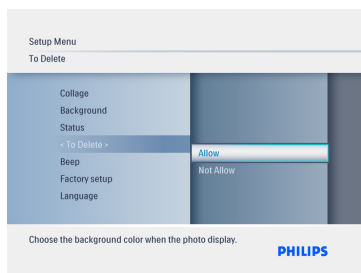 Setup Menu
To Delete
Collage
Background
Status
< To Delete >
Beep
Factory setup
Language
Allow
Not Allow
Choose the background color when the photo display.
PHILIPS